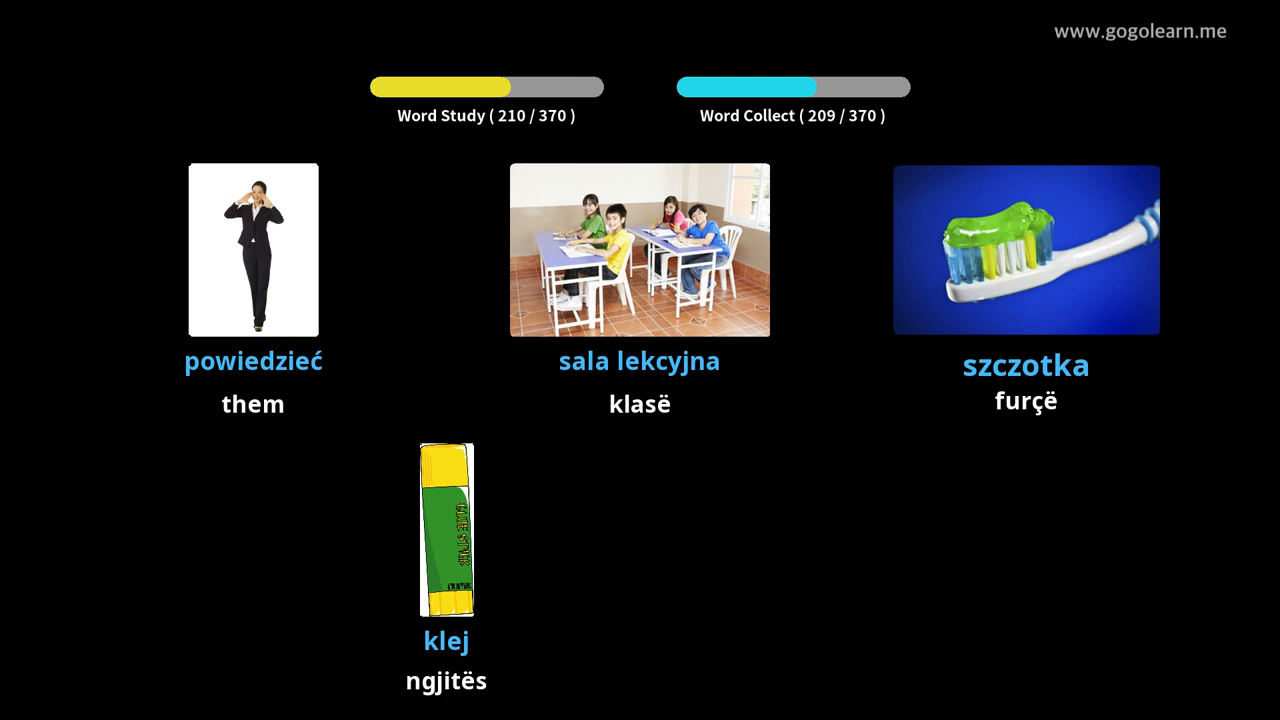 www.gogolearn.me
Word Study ( 210 / 370 )
Word Collect ( 209 / 370 )
powiedzieć
them
sala lekcyjna
klasë
szczotka
furçë
klej
ngjitës